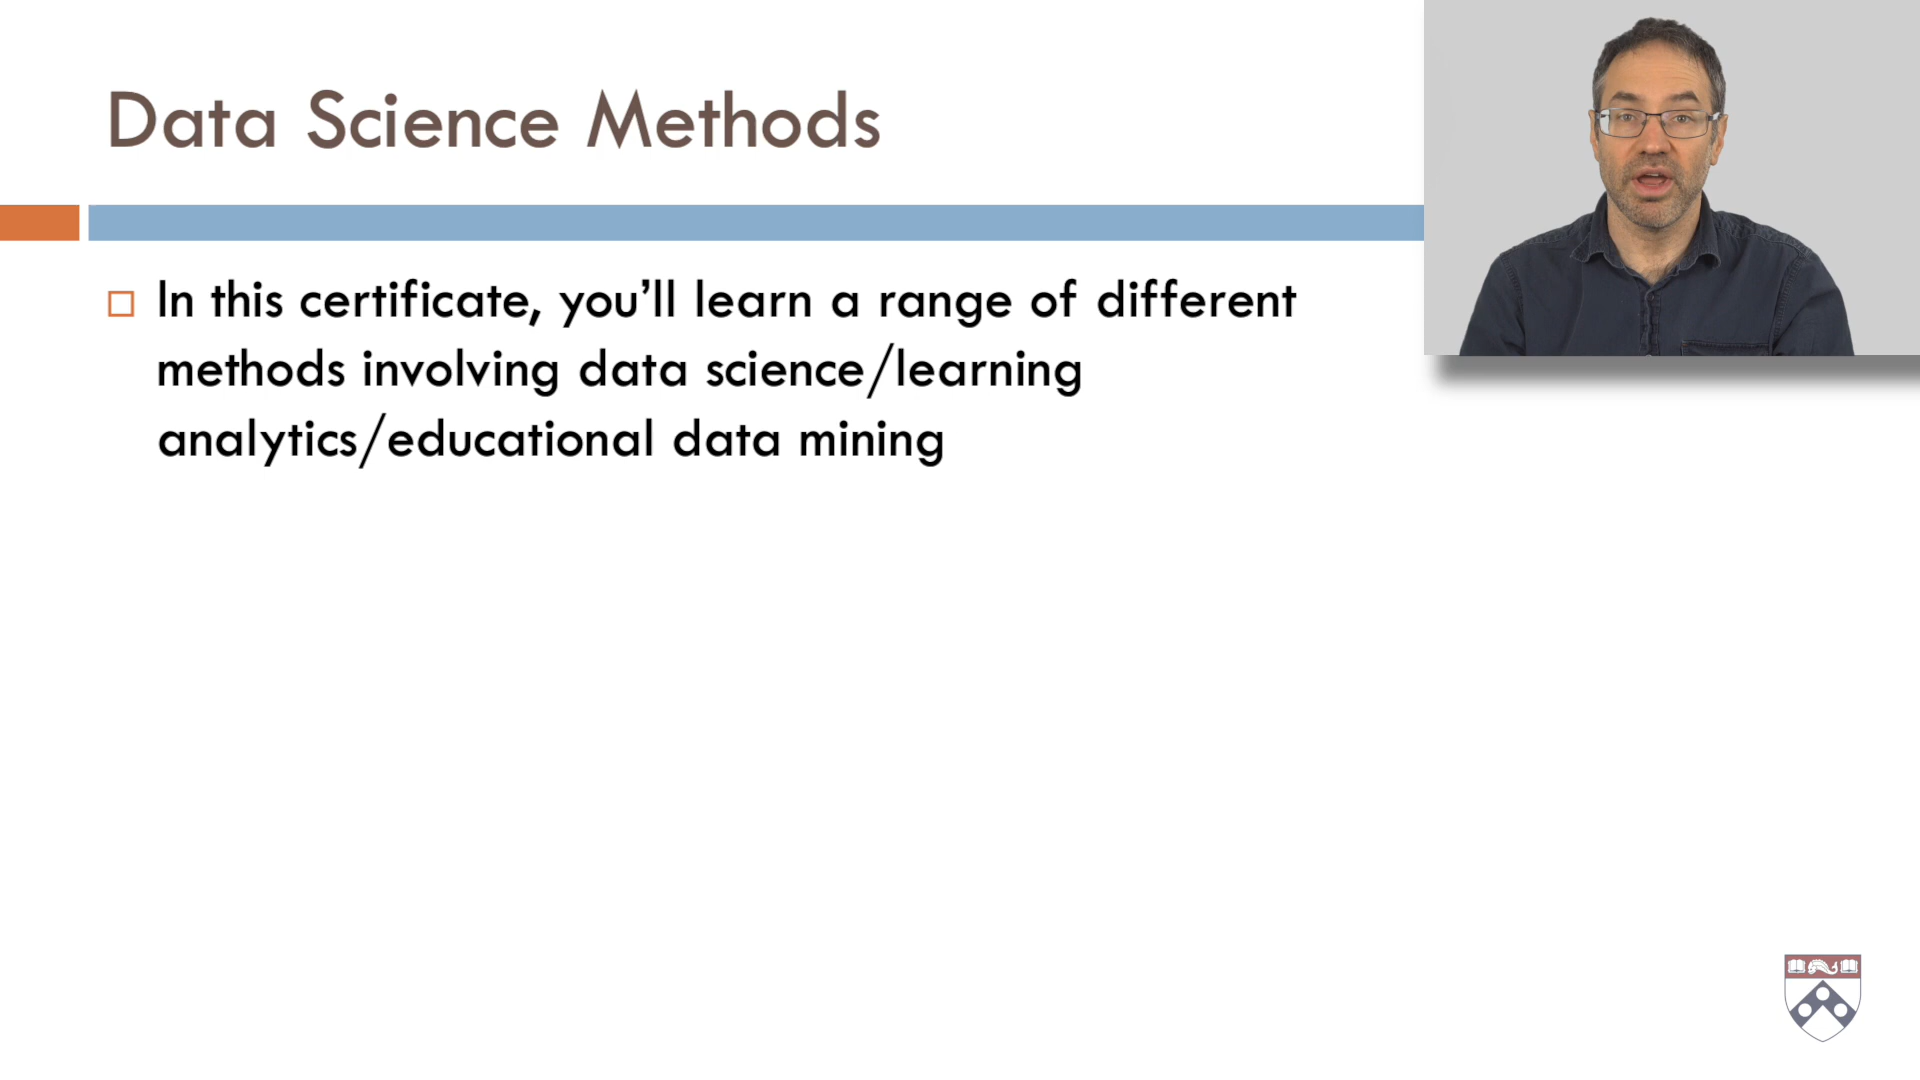 Data Science Methods
In this certificate, you’ll learn a range of different
methods involving data science/learning
analytics/educational data mining